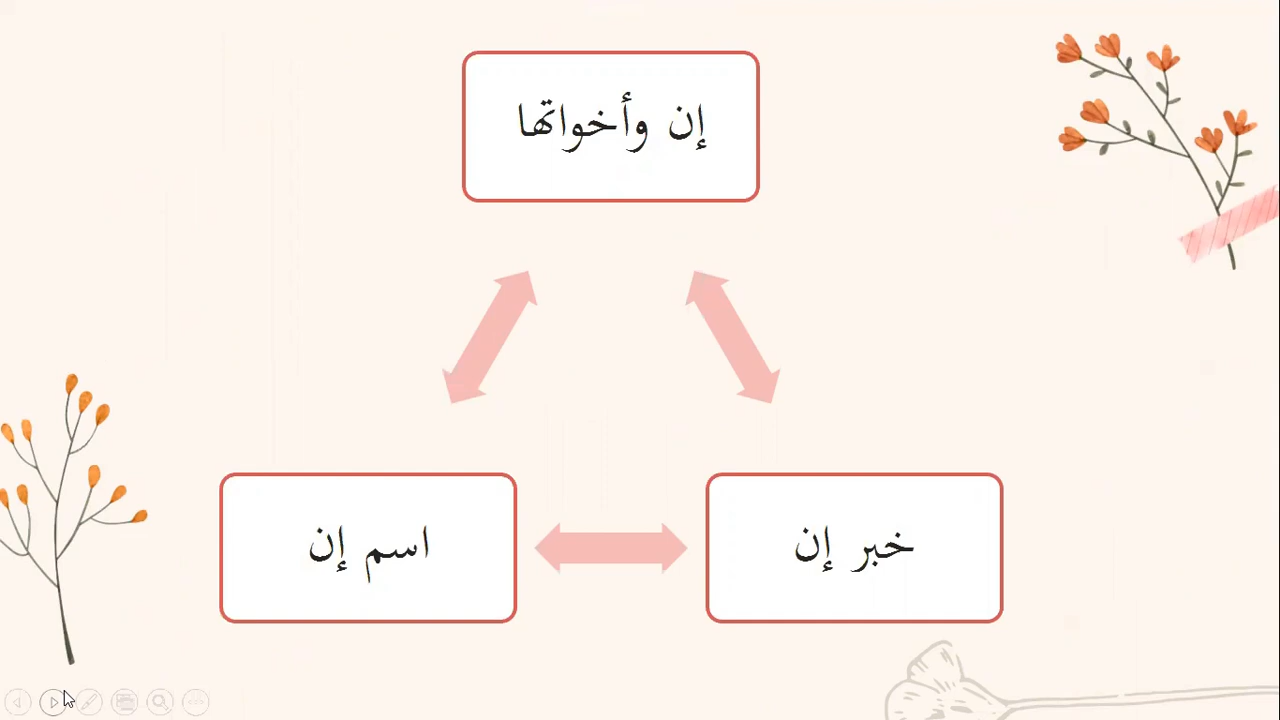 إن وأخواتها
خبر إن
اسم إن